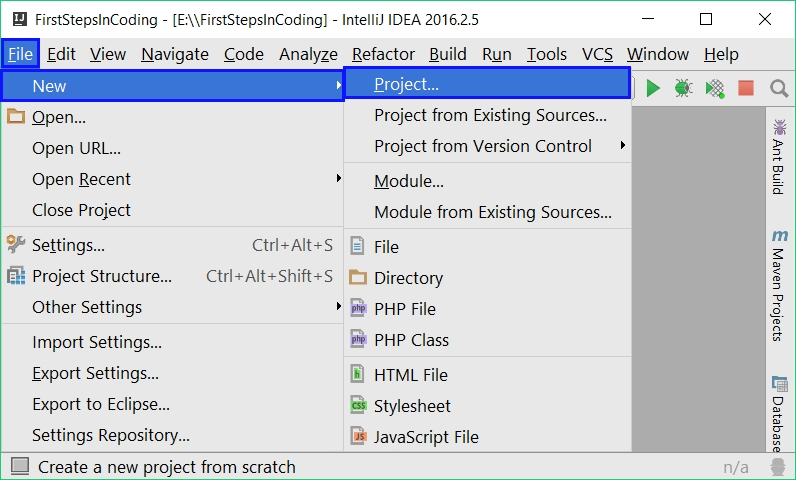 FirstStepsInCoding - [E:\\FirstStepsInCoding] - IntelliJ IDEA 2016.2.5
File Edit View Navigate Code Analyze Refactor Build Run Tools VCS Window Help
New
Open...
Open URL...
Open Recent
Close Project
Settings... Ctrl+Alt+S
Project Structure... Ctrl+Alt+Shift+S
Other Settings
Import Settings...
Export Settings...
Export to Eclipse...
Settings Repository...
Project...
Project from Existing Sources...
Project from Version Control
Module...
Module from Existing Sources...
File
Directory
php PHP File
php PHP Class
h HTML File
CSS Stylesheet
JS JavaScript File
Ant Build
m Maven Projects
Database
Create a new project from scratch
n/a